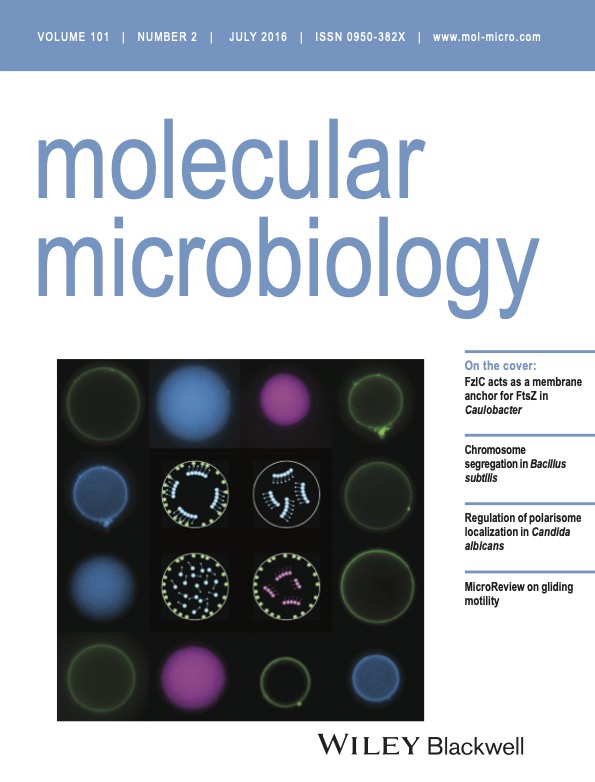 VOLUME 101 | NUMBER 2 | JULY 2016 | ISSN 0950-382X | www.mol-micro.com
molecular
microbiology
On the cover:
FzlC acts as a membrane
anchor for FtsZ in
Caulobacter
Chromosome
segregation in Bacillus
subtilis
Regulation of polarisome
localization in Candida
albicans
MicroReview on gliding
motility
WILEY Blackwell